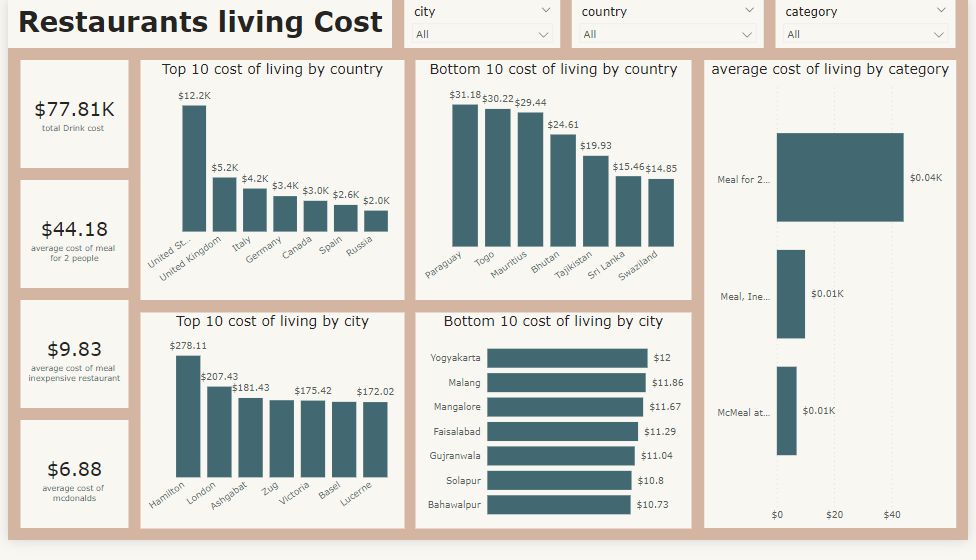 Restaurants living Cost
city
All
country
All
category
All
$77.81K
total Drink cost
$44.18
average cost of meal
for 2 people
$9.83
average cost of meal
inexpensive restaurant
$6.88
average cost of
mcdonalds
Top 10 cost of living by country
$12.2K
$5.2K
$4.2K
$3.4K
$3.0K
$2.6K
$2.0K
United St...
United Kingdom
Italy
Germany
Canada
Spain
Russia
Bottom 10 cost of living by country
$31.18
$30.22
$29.44
$24.61
$19.93
$15.46
$14.85
Paraguay
Togo
Mauritius
Bhutan
Tajikistan
Sri Lanka
Swaziland
average cost of living by category
Meal for 2...
$0.04K
Meal, Ine...
$0.01K
McMeal at...
$0.01K
$0
$20
$40
Top 10 cost of living by city
$278.11
$207.43
$181.43
$175.42
$172.02
Hamilton
London
Ashgabat
Zug
Victoria
Basel
Lucerne
Bottom 10 cost of living by city
Yogyakarta
$12
Malang
$11.86
Mangalore
$11.67
Faisalabad
$11.29
Gujranwala
$11.04
Solapur
$10.8
Bahawalpur
$10.73